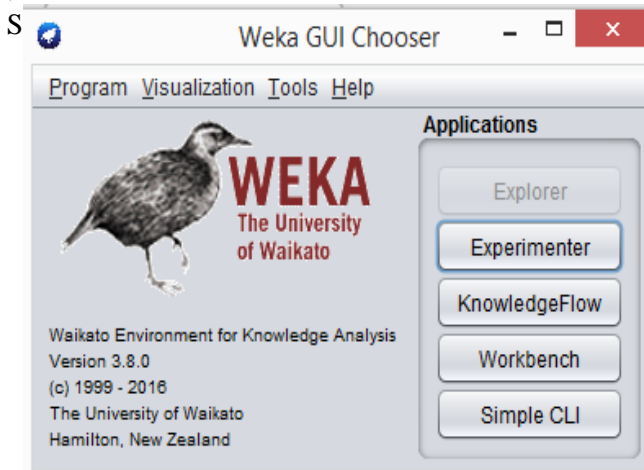 S
Weka GUI Chooser
Program Visualization Tools Help
Applications
WEKA
The University
of Waikato
Explorer
Experimenter
KnowledgeFlow
Workbench
Simple CLI
Waikato Environment for Knowledge Analysis
Version 3.8.0
(c) 1999 - 2016
The University of Waikato
Hamilton, New Zealand